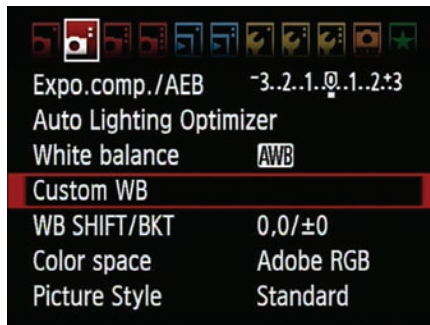 Expo.comp./AEB -3..2..1..0..1..2.:+3
Auto Lighting Optimizer
White balance AWB
Custom WB
WB SHIFT/BKT 0,0/±0
Color space Adobe RGB
Picture Style Standard